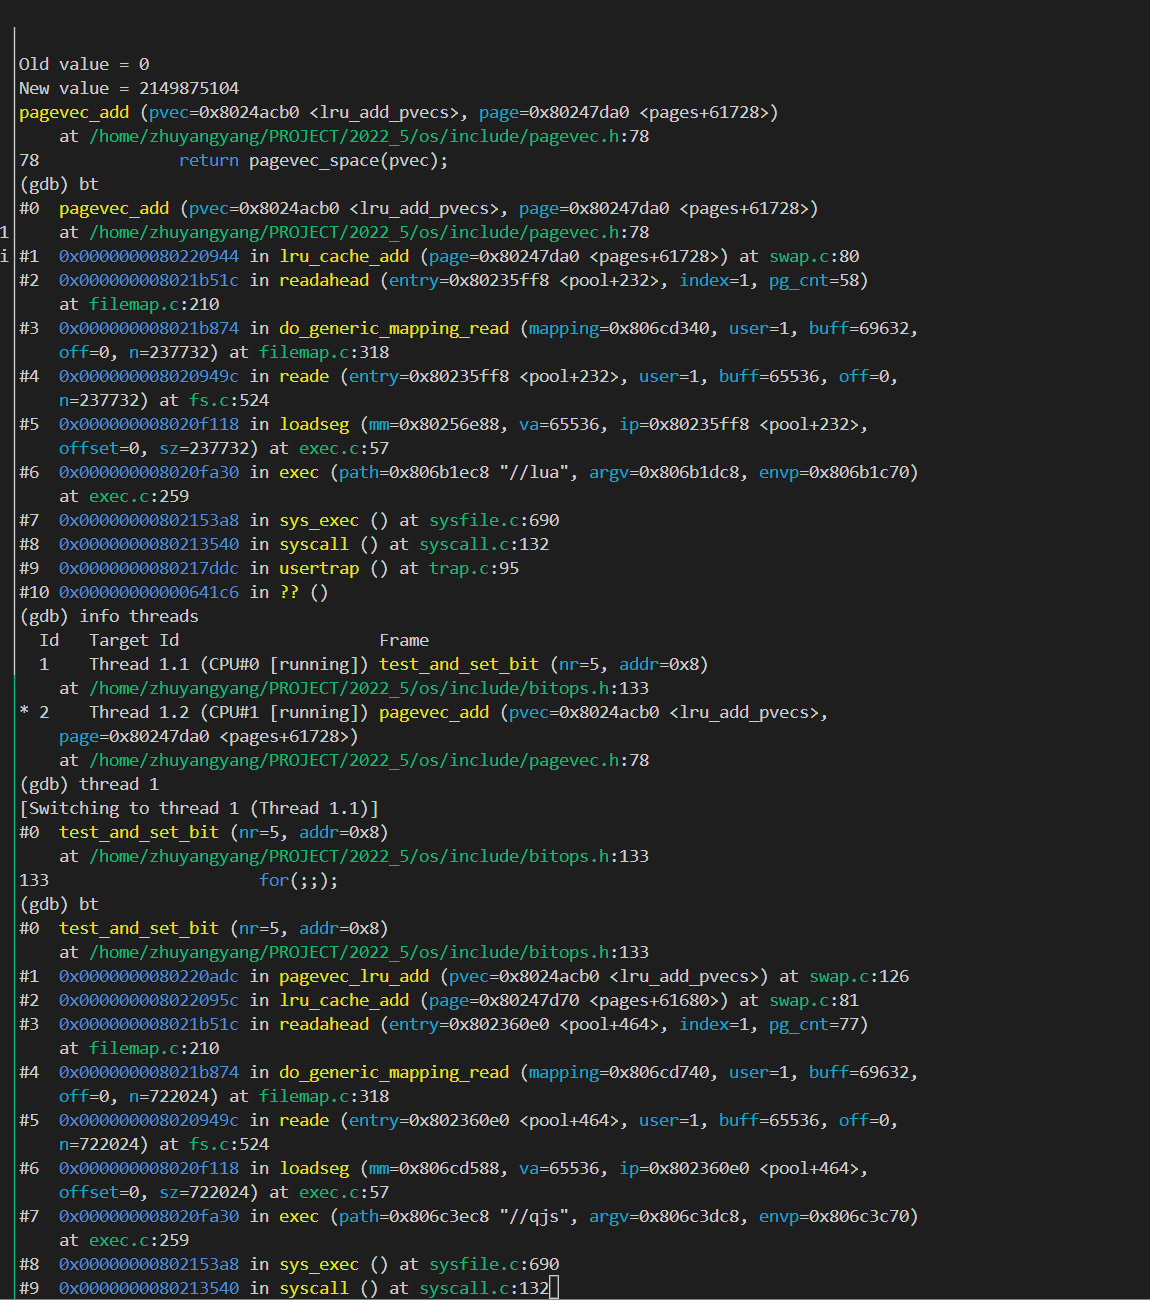 Old value = 0
New value = 2149875104
pagevec_add (pvec=0x8024acb0 <lru_add_pvecs>, page=0x80247da0 <pages+61728>)
    at /home/zhuyangyang/PROJECT/2022_5/os/include/pagevec.h:78
78              return pagevec_space(pvec);
(gdb) bt
#0  pagevec_add (pvec=0x8024acb0 <lru_add_pvecs>, page=0x80247da0 <pages+61728>)
1    at /home/zhuyangyang/PROJECT/2022_5/os/include/pagevec.h:78
i #1  0x0000000080220944 in lru_cache_add (page=0x80247da0 <pages+61728>) at swap.c:80
#2  0x000000008021b51c in readahead (entry=0x80235ff8 <pool+232>, index=1, pg_cnt=58)
    at filemap.c:210
#3  0x000000008021b874 in do_generic_mapping_read (mapping=0x806cd340, user=1, buff=69632,
    off=0, n=237732) at filemap.c:318
#4  0x000000008020949c in reade (entry=0x80235ff8 <pool+232>, user=1, buff=65536, off=0,
    n=237732) at fs.c:524
#5  0x000000008020f118 in loadseg (mm=0x80256e88, va=65536, ip=0x80235ff8 <pool+232>,
    offset=0, sz=237732) at exec.c:57
#6  0x000000008020fa30 in exec (path=0x806b1ec8 "//lua", argv=0x806b1dc8, envp=0x806b1c70)
    at exec.c:259
#7  0x00000000802153a8 in sys_exec () at sysfile.c:690
#8  0x0000000080213540 in syscall () at syscall.c:132
#9  0x0000000080217ddc in usertrap () at trap.c:95
#10 0x00000000000641c6 in ?? ()
(gdb) info threads
  Id   Target Id                    Frame
  1    Thread 1.1 (CPU#0 [running]) test_and_set_bit (nr=5, addr=0x8)
    at /home/zhuyangyang/PROJECT/2022_5/os/include/bitops.h:133
* 2    Thread 1.2 (CPU#1 [running]) pagevec_add (pvec=0x8024acb0 <lru_add_pvecs>,
    page=0x80247da0 <pages+61728>)
    at /home/zhuyangyang/PROJECT/2022_5/os/include/pagevec.h:78
(gdb) thread 1
[Switching to thread 1 (Thread 1.1)]
#0  test_and_set_bit (nr=5, addr=0x8)
    at /home/zhuyangyang/PROJECT/2022_5/os/include/bitops.h:133
133                     for(;;);
(gdb) bt
#0  test_and_set_bit (nr=5, addr=0x8)
    at /home/zhuyangyang/PROJECT/2022_5/os/include/bitops.h:133
#1  0x0000000080220adc in pagevec_lru_add (pvec=0x8024acb0 <lru_add_pvecs>) at swap.c:126
#2  0x000000008022095c in lru_cache_add (page=0x80247d70 <pages+61680>) at swap.c:81
#3  0x000000008021b51c in readahead (entry=0x802360e0 <pool+464>, index=1, pg_cnt=77)
    at filemap.c:210
#4  0x000000008021b874 in do_generic_mapping_read (mapping=0x806cd740, user=1, buff=69632,
    off=0, n=722024) at filemap.c:318
#5  0x000000008020949c in reade (entry=0x802360e0 <pool+464>, user=1, buff=65536, off=0,
    n=722024) at fs.c:524
#6  0x000000008020f118 in loadseg (mm=0x806cd588, va=65536, ip=0x802360e0 <pool+464>,
    offset=0, sz=722024) at exec.c:57
#7  0x000000008020fa30 in exec (path=0x806c3ec8 "//qjs", argv=0x806c3dc8, envp=0x806c3c70)
    at exec.c:259
#8  0x00000000802153a8 in sys_exec () at sysfile.c:690
#9  0x0000000080213540 in syscall () at syscall.c:132